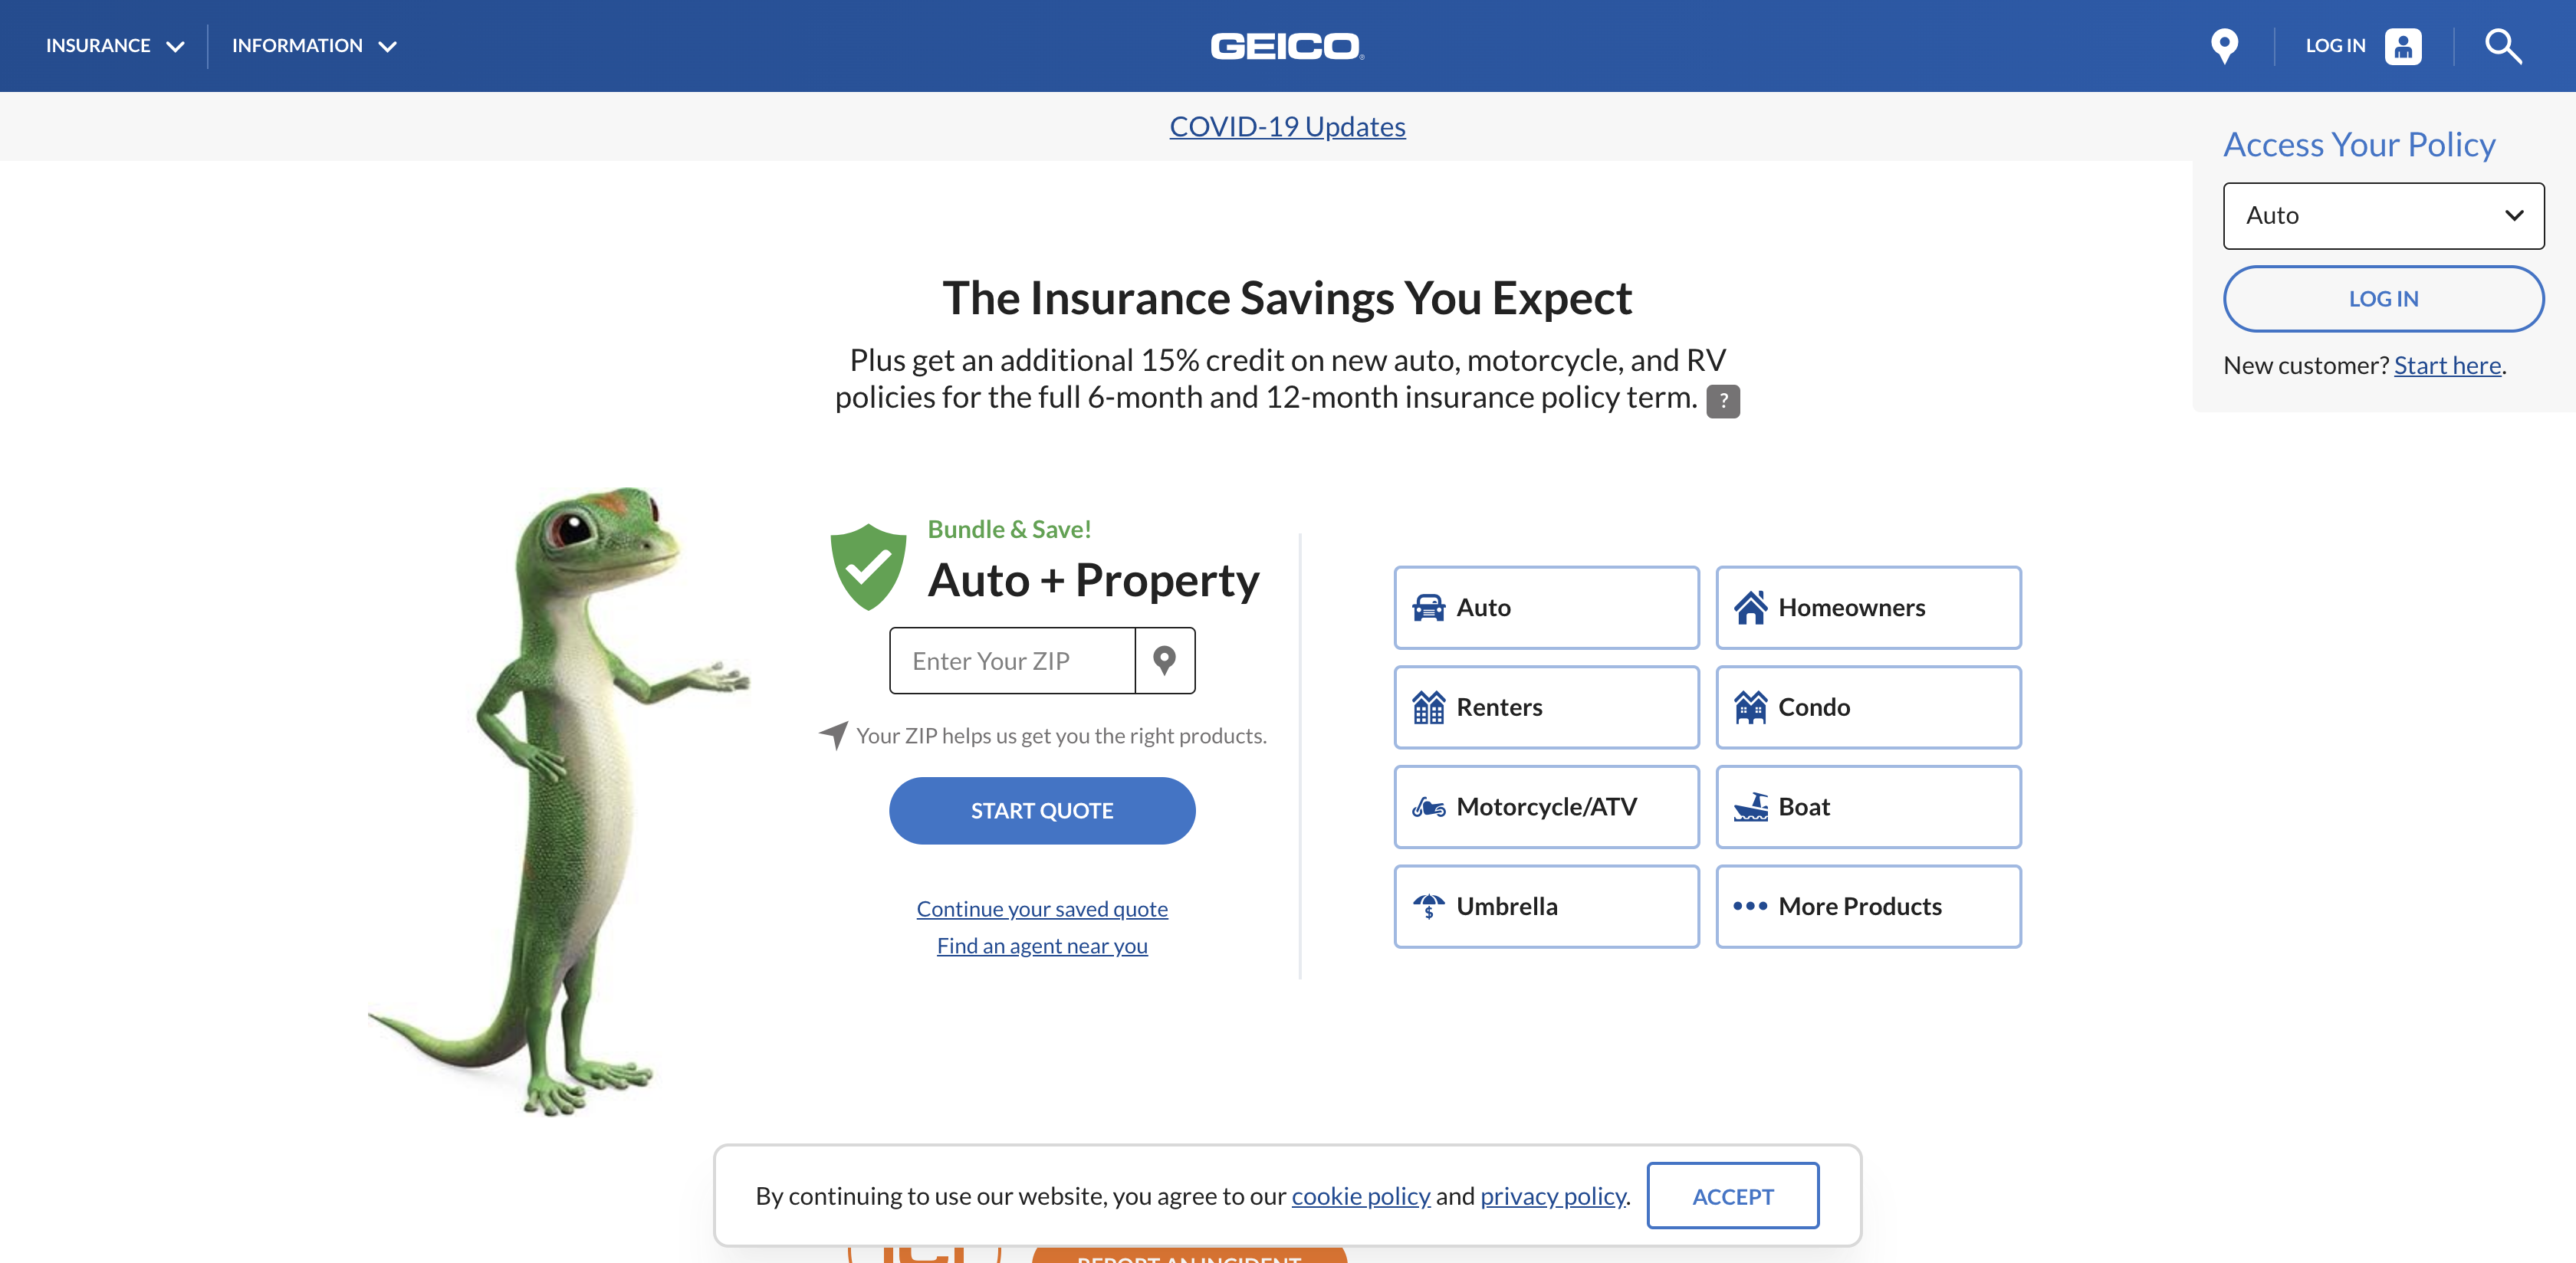 INSURANCE
INFORMATION
GEICO
LOG IN
COVID-19 Updates
Access Your Policy
Auto
LOG IN
New customer? Start here.
The Insurance Savings You Expect
Plus get an additional 15% credit on new auto, motorcycle, and RV
policies for the full 6-month and 12-month insurance policy term. ?
Bundle & Save!
Auto + Property
Enter Your ZIP
Your ZIP helps us get you the right products.
START QUOTE
Continue your saved quote
Find an agent near you
Auto
Homeowners
Renters
Condo
Motorcycle/ATV
Boat
$
Umbrella
More Products
By continuing to use our website, you agree to our cookie policy and privacy policy.
ACCEPT
REPORT AN INCIDENT